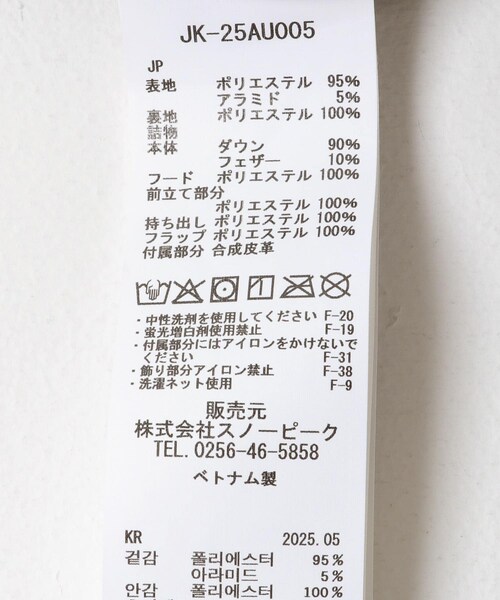 JK-25AU005
JP
表地 ポリエステル 95%
アラミド 5%
裏地 ポリエステル 100%
詰物
本体 ダウン 90%
フェザー 10%
フード ポリエステル 100%
前立て部分
ポリエステル 100%
持ち出し ポリエステル 100%
フラップ ポリエステル 100%
付属部分 合成皮革
・中性洗剤を使用してください F-20
・蛍光増白剤使用禁止 F-19
・付属部分にはアイロンをかけないで
ください F-31
・飾り部分アイロン禁止 F-38
・洗濯ネット使用 F-9
販売元
株式会社スノーピーク
TEL. 0256-46-5858
ベトナム製
KR 2025.05
겉감 폴리에스터 95%
아라미드 5%
안감 폴리에스터 100%